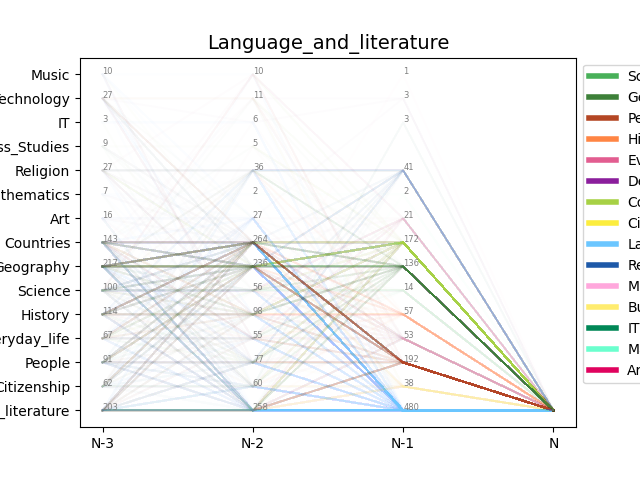 Language_and_literature
Music 10 10 1
Technology 27 11 3
IT 3 6 3
ss_Studies 9 5
Religion 27 36 41
thematics 7 2 2
Art 16 27 21
Countries 143 264 172
Geography 217 236 136
Science 100 56 14
History 114 98 57
eryday_life 67 55 53
People 91 77 192
Citizenship 62 60 38
_literature 203 258 480
N-3 N-2 N-1 N
Sc
Ge
Pe
Hi
Ev
De
Co
Ci
La
Re
M
Bu
IT
M
Ar